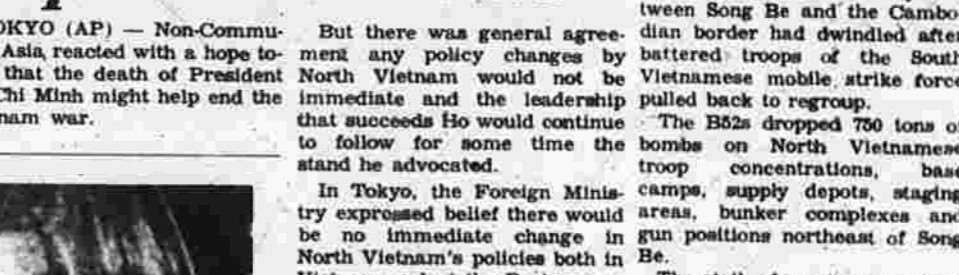 OKYO (AP) — Non-Commu-
Asia reacted with a hope to-
that the death of President
Chi Minh might help end the
nam war.
But there was general agree-
ment any policy changes by
North Vietnam would not be
immediate and the leadership
that succeeds Ho would continue
to follow for some time the
stand he advocated.
In Tokyo, the Foreign Minis-
try expressed belief there would
be no immediate change in
North Vietnam's policies both in
tween Song Be and the Cambo-
dian border had dwindled after
battered troops of the South
Vietnamese mobile strike force
pulled back to regroup.
The B52s dropped 750 tons of
bombs on North Vietnamese
troop concentrations, base
camps, supply depots, staging
areas, bunker complexes and
gun positions northeast of Song
Be.